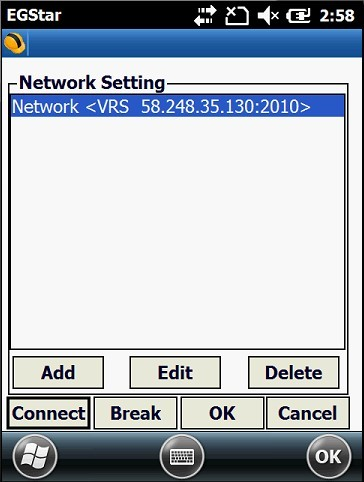 EGStar 2:58
Network Setting
Network <VRS  58.248.35.130:2010>
Add Edit Delete
Connect Break OK Cancel
OK